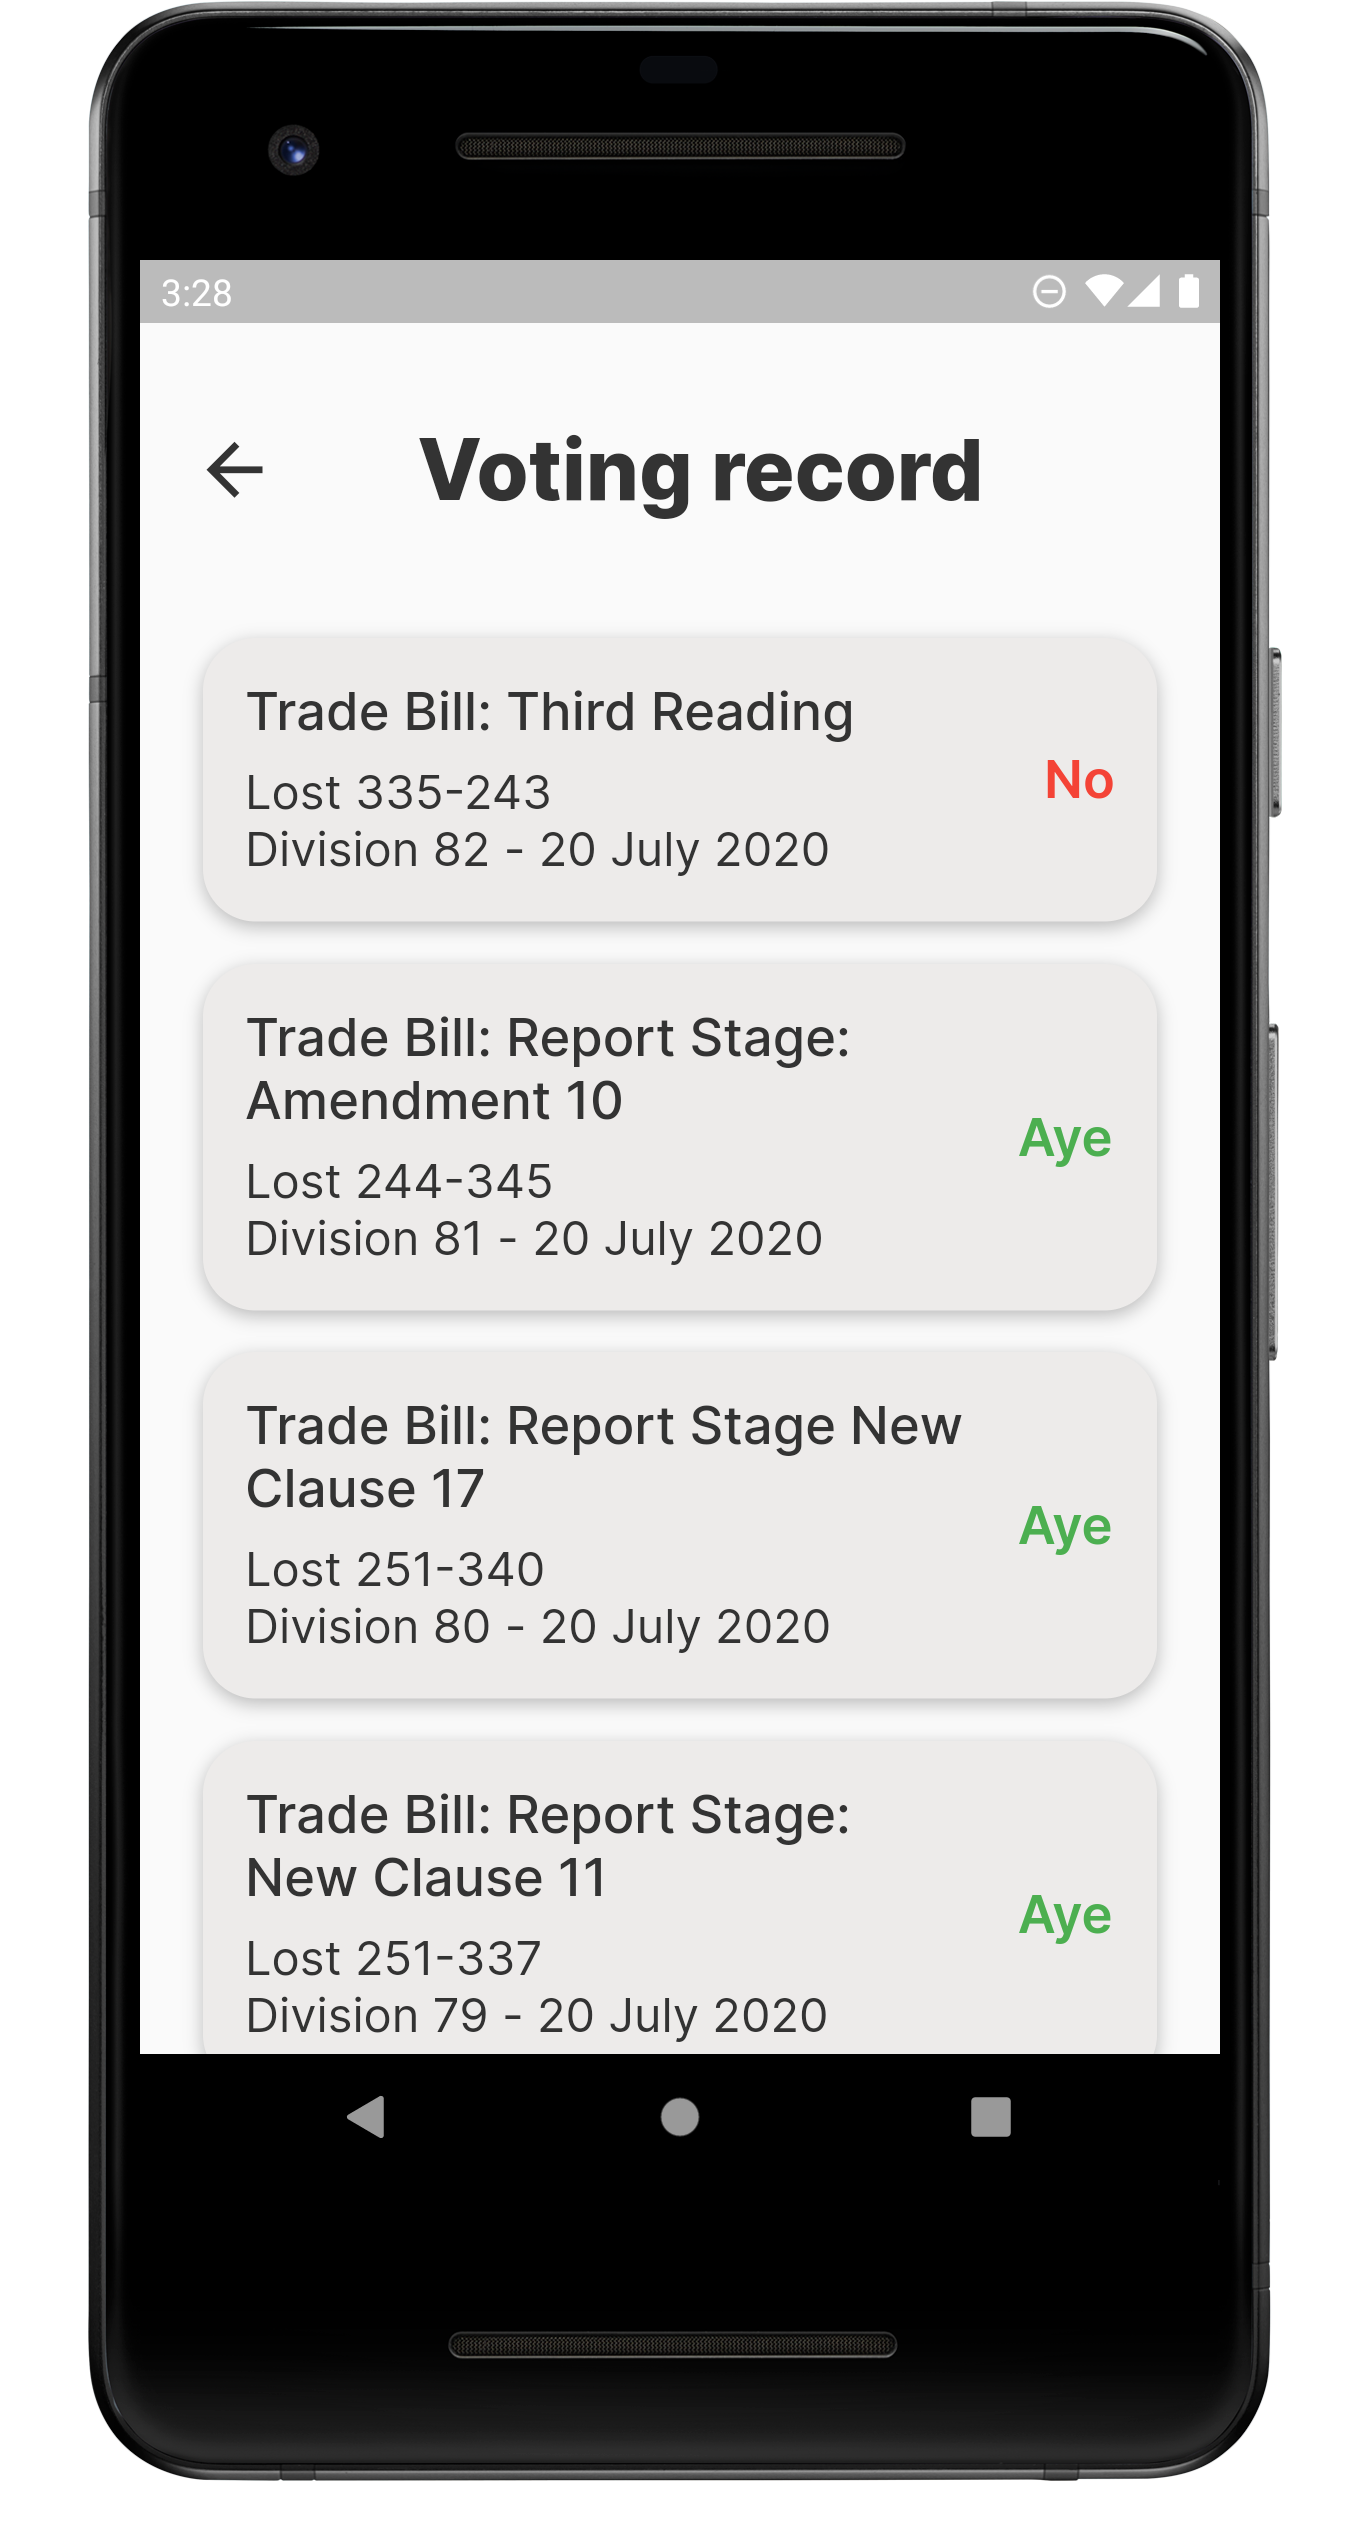 3:28
Voting record
Trade Bill: Third Reading
Lost 335-243
Division 82 - 20 July 2020
No
Trade Bill: Report Stage:
Amendment 10
Lost 244-345
Division 81 - 20 July 2020
Aye
Trade Bill: Report Stage New
Clause 17
Lost 251-340
Division 80 - 20 July 2020
Aye
Trade Bill: Report Stage:
New Clause 11
Lost 251-337
Division 79 - 20 July 2020
Aye